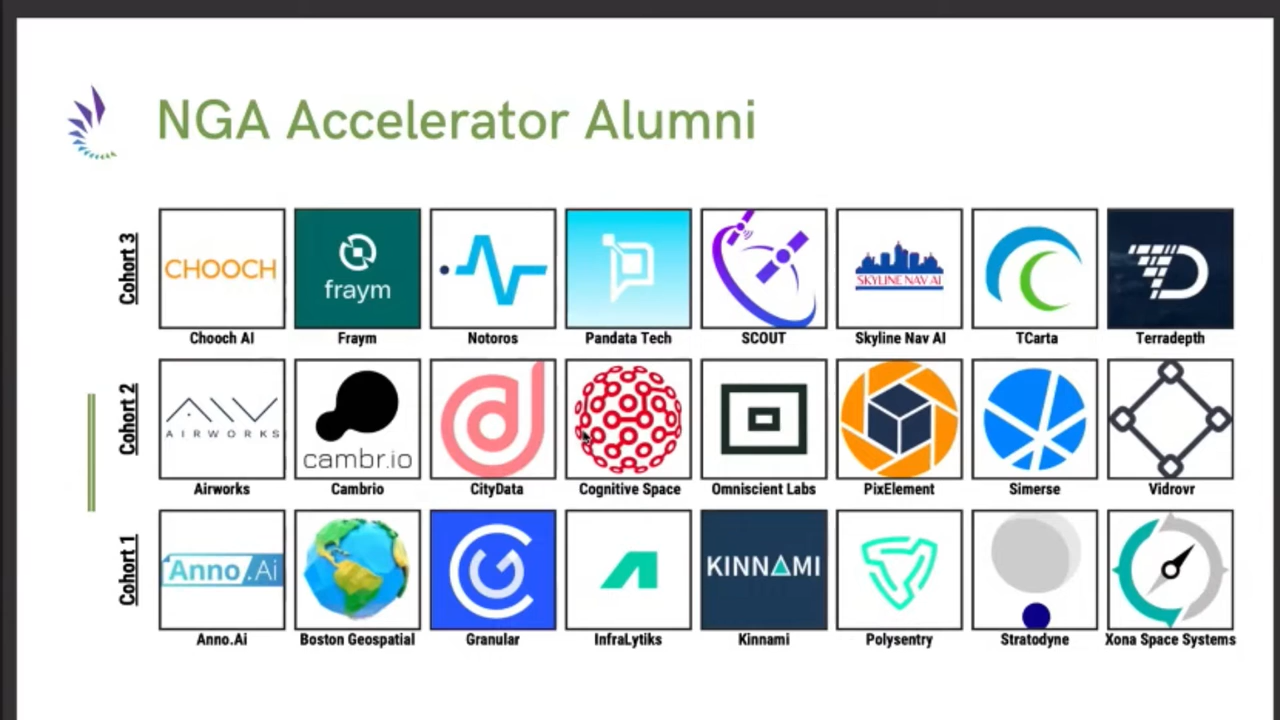 NGA Accelerator Alumni
Cohort 3
CHOOCH
fraym
SKYLINE NAV AI
Chooch AI
Fraym
Notoros
Pandata Tech
SCOUT
Skyline Nav AI
TCarta
Terradepth
Cohort 2
AIRWORKS
cambr.io
Airworks
Cambrio
CityData
Cognitive Space
Omniscient Labs
PixElement
Simerse
Vidrovr
Cohort 1
Anno.Ai
KINNAMI
Anno.Ai
Boston Geospatial
Granular
InfraLytiks
Kinnami
Polysentry
Stratodyne
Xona Space Systems